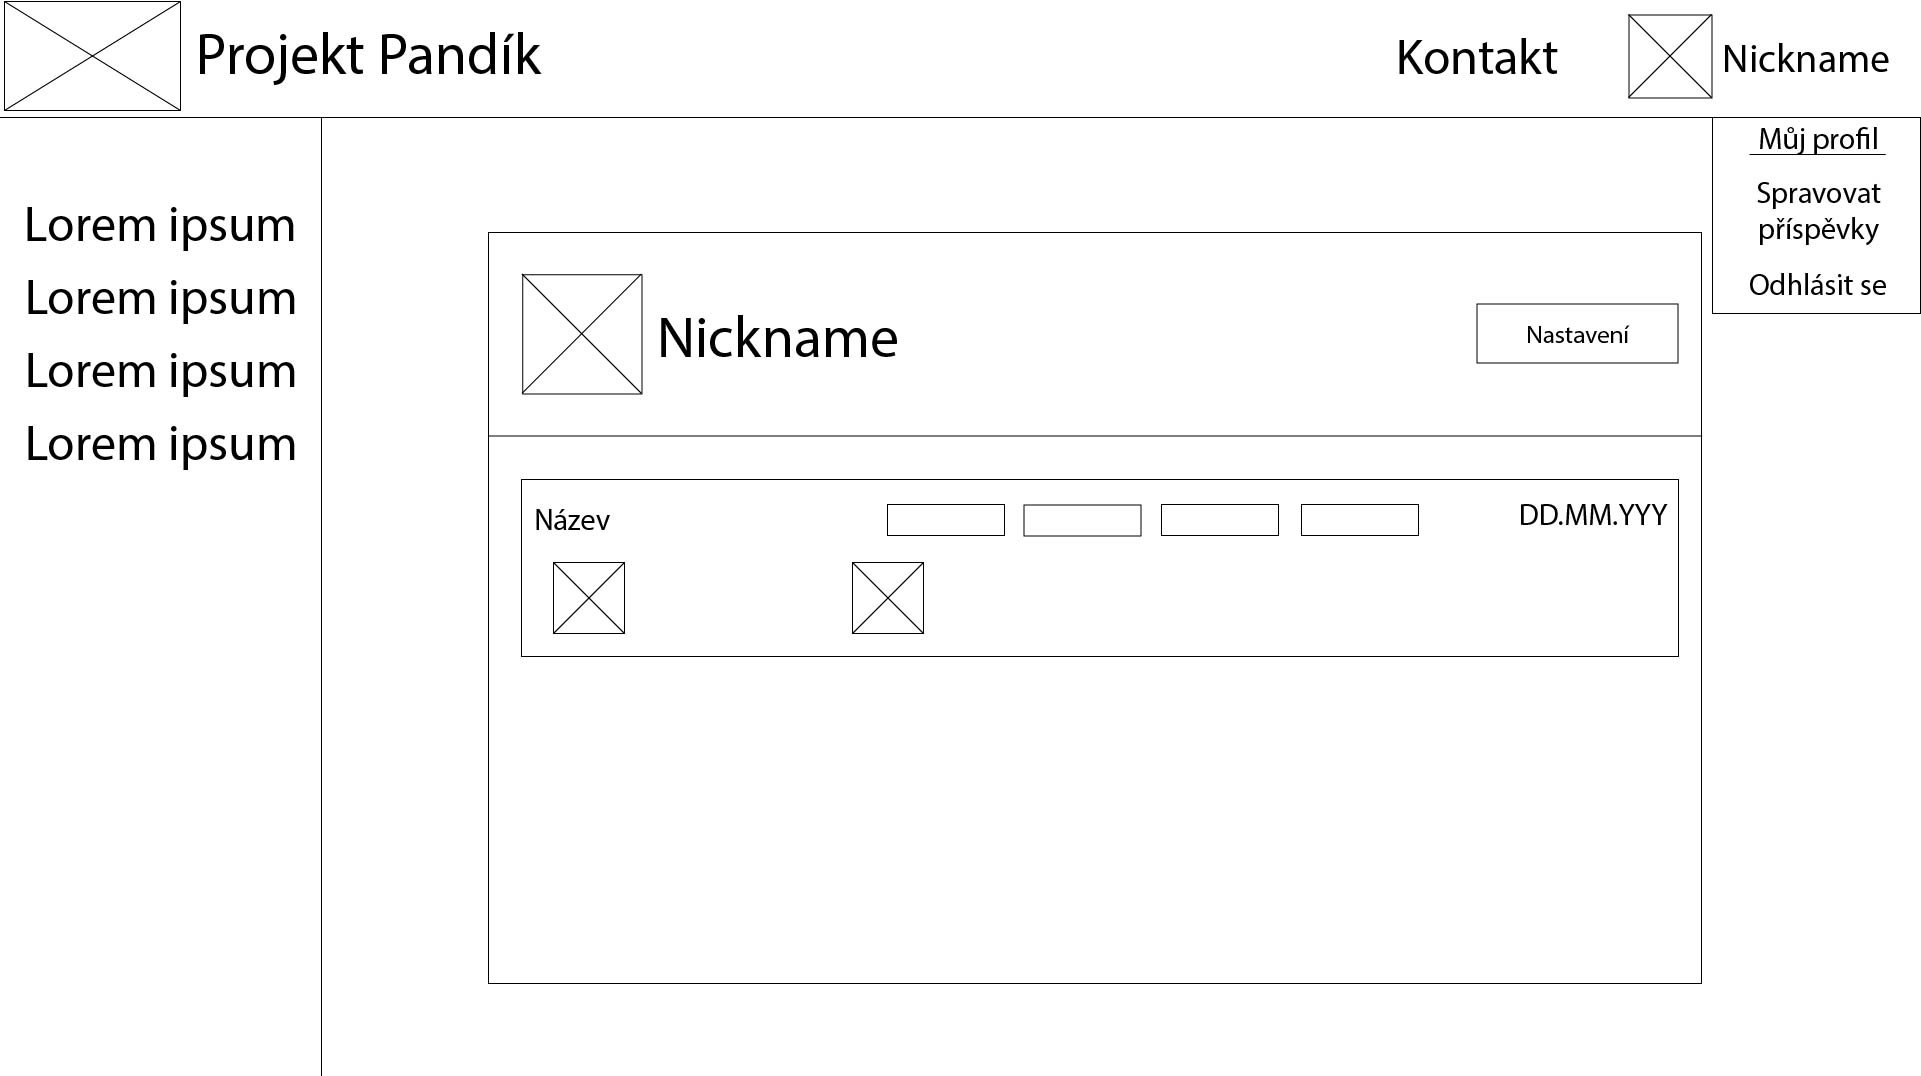 Projekt Pandík
Kontakt
Nickname
Můj profil
Spravovat
příspěvky
Odhlásit se
Lorem ipsum
Lorem ipsum
Lorem ipsum
Lorem ipsum
Nickname
Nastavení
Název
DD.MM.YYY